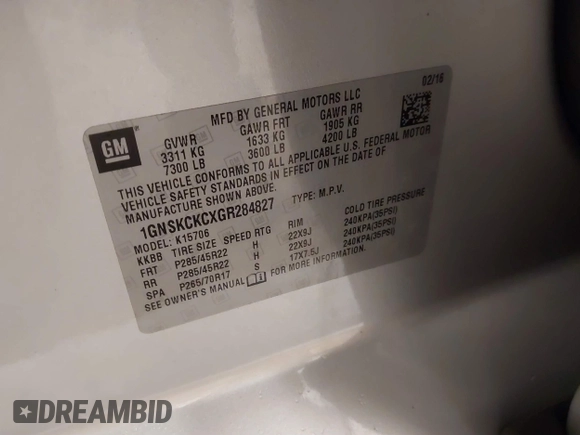 GM
02/16
MFD BY GENERAL MOTORS LLC
GVWR GAWR FRT GAWR RR
3311 KG 1633 KG 1905 KG
7300 LB 3600 LB 4200 LB
THIS VEHICLE CONFORMS TO ALL APPLICABLE U.S. FEDERAL MOTOR
VEHICLE SAFETY STANDARDS IN EFFECT ON THE DATE OF
MANUFACTURE SHOWN ABOVE.
1GNSKCKCXGR284827 TYPE: M.P.V.
MODEL: K15706
KKBB TIRE SIZE SPEED RTG RIM COLD TIRE PRESSURE
FRT P285/45R22 H 22X9J 240KPA(35PSI)
RR P285/45R22 H 22X9J 240KPA(35PSI)
SPA P265/70R17 S 17X7.5J 240KPA(35PSI)
SEE OWNER'S MANUAL FOR MORE INFORMATION.
DREAMBID